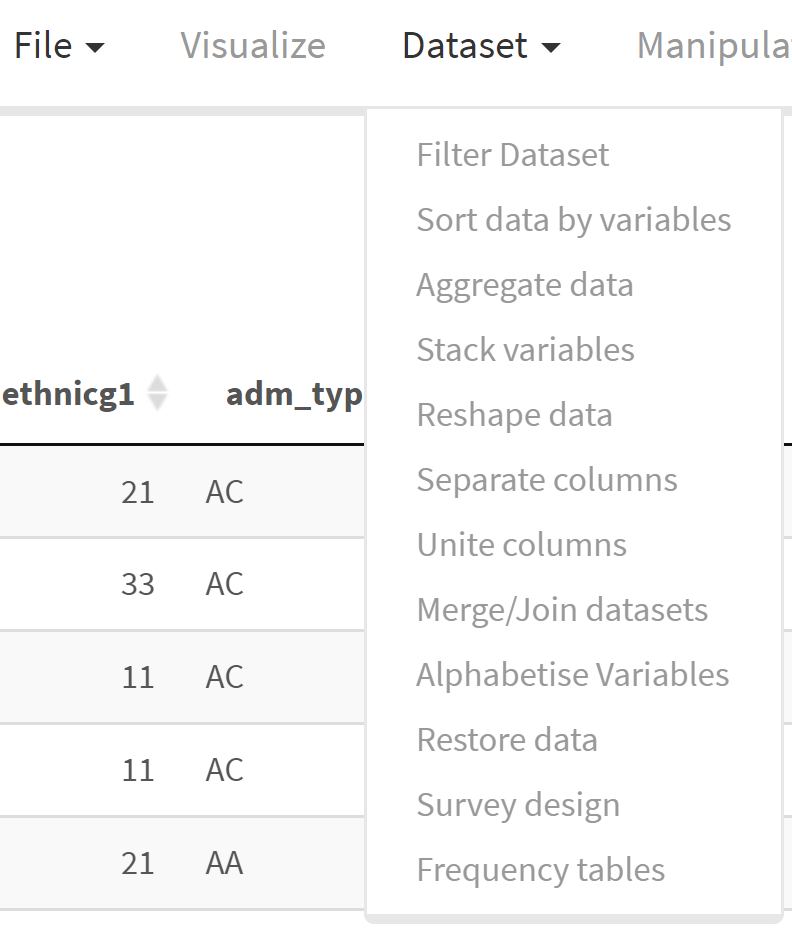 File Visualize Dataset Manipula
Filter Dataset
Sort data by variables
Aggregate data
Stack variables
Reshape data
Separate columns
Unite columns
Merge/Join datasets
Alphabetise Variables
Restore data
Survey design
Frequency tables
ethnicg1 adm_typ
21 AC
33 AC
11 AC
11 AC
21 AA